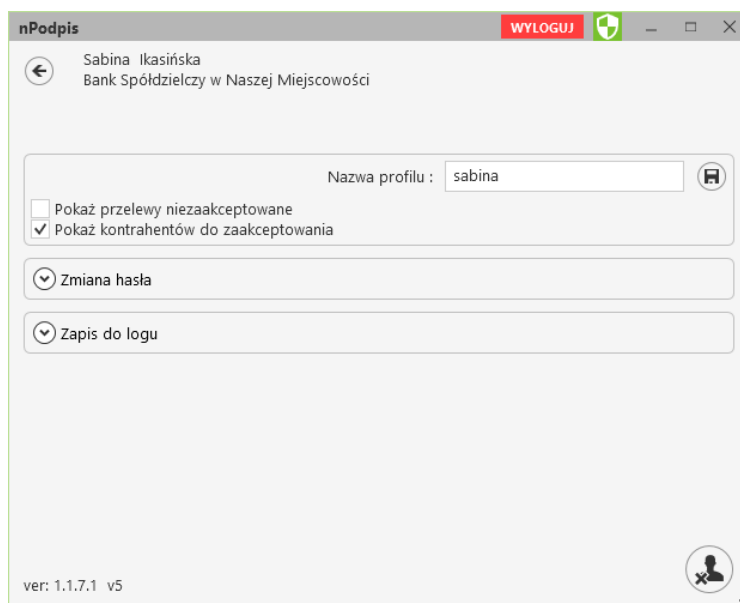 nPodpis WYLOGUJ
Sabina Ikasińska
Bank Spółdzielczy w Naszej Miejscowości
Nazwa profilu : sabina
Pokaż przelewy niezaakceptowane
Pokaż kontrahentów do zaakceptowania
Zmiana hasła
Zapis do logu
ver: 1.1.7.1 v5